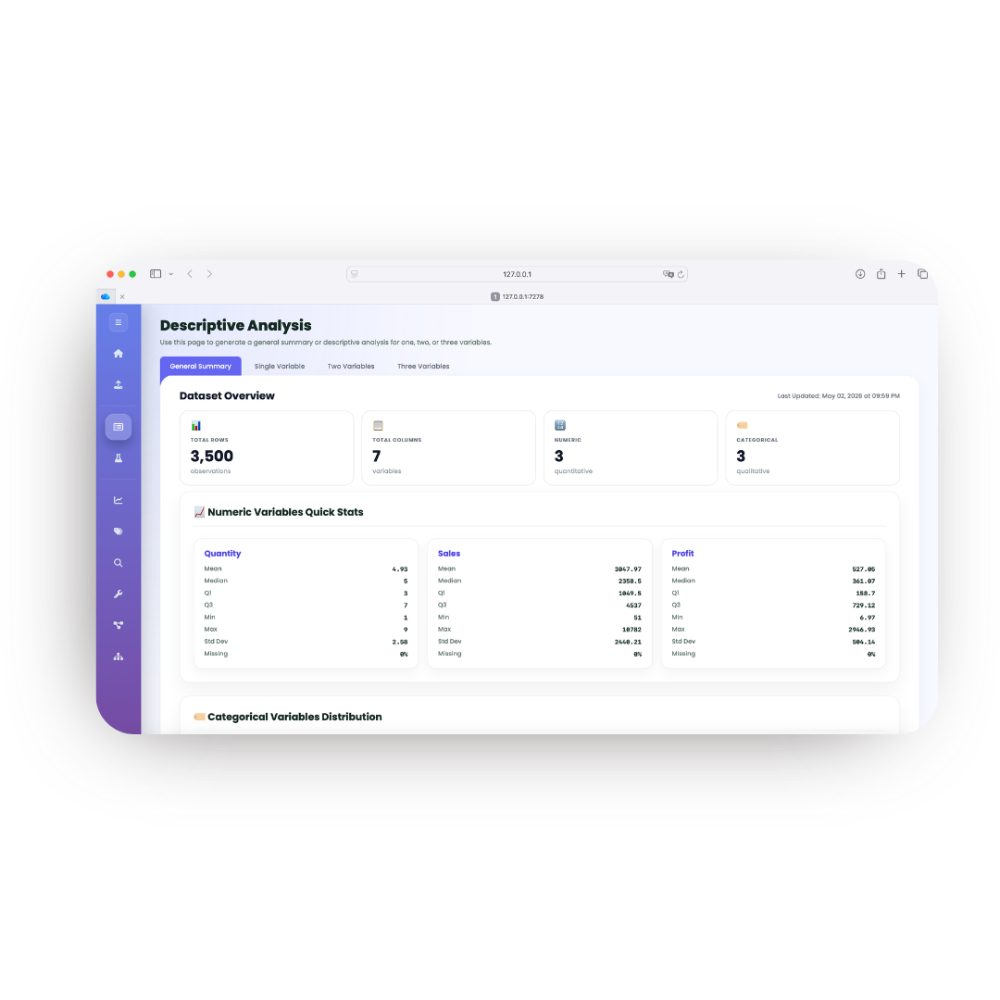 127.0.0.1
1 127.0.0.1:7278
Descriptive Analysis
Use this page to generate a general summary or descriptive analysis for one, two, or three variables.
General Summary Single Variable Two Variables Three Variables
Dataset Overview Last Updated: May 02, 2026 at 09:59 PM
TOTAL ROWS
3,500
observations
TOTAL COLUMNS
7
variables
NUMERIC
3
quantitative
CATEGORICAL
3
qualitative
Numeric Variables Quick Stats
Quantity
Mean 4.93
Median 5
Q1 3
Q3 7
Min 1
Max 9
Std Dev 2.58
Missing 0%
Sales
Mean 3047.97
Median 2350.5
Q1 1049.5
Q3 4537
Min 51
Max 10782
Std Dev 2440.21
Missing 0%
Profit
Mean 527.05
Median 361.07
Q1 158.7
Q3 729.12
Min 6.97
Max 2946.93
Std Dev 504.14
Missing 0%
Categorical Variables Distribution